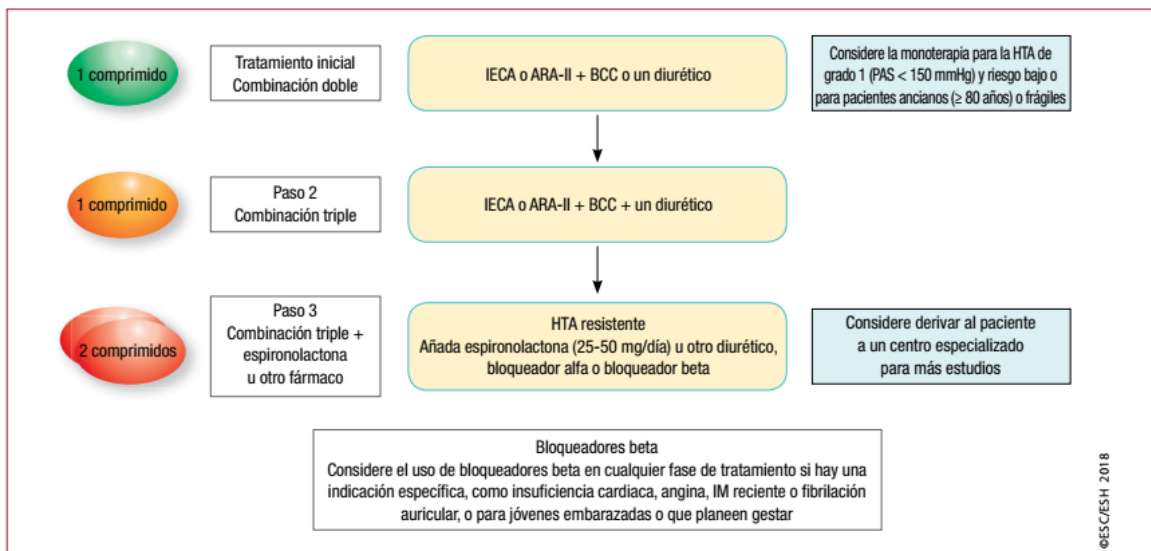 1 comprimido
Tratamiento inicial
Combinación doble
IECA o ARA-II + BCC o un diurético
Considere la monoterapia para la HTA de
grado 1 (PAS < 150 mmHg) y riesgo bajo o
para pacientes ancianos (≥ 80 años) o frágiles
1 comprimido
Paso 2
Combinación triple
IECA o ARA-II + BCC + un diurético
2 comprimidos
Paso 3
Combinación triple +
espironolactona
u otro fármaco
HTA resistente
Añada espironolactona (25-50 mg/día) u otro diurético,
bloqueador alfa o bloqueador beta
Considere derivar al paciente
a un centro especializado
para más estudios
Bloqueadores beta
Considere el uso de bloqueadores beta en cualquier fase de tratamiento si hay una
indicación específica, como insuficiencia cardiaca, angina, IM reciente o fibrilación
auricular, o para jóvenes embarazadas o que planeen gestar
©ESC/ESH 2018